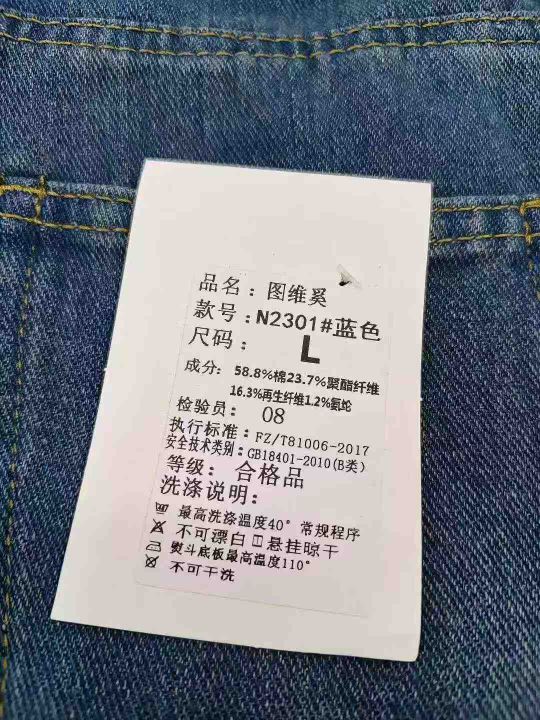 品名：图维奚
款号：N2301#蓝色
尺码：L
成分：58.8%棉23.7%聚酯纤维
16.3%再生纤维1.2%氨蛇
检验员：08
执行标准：FZ/T81006-2017
安全技术类别：GB18401-2010(B类)
等级：合格品
洗涤说明：
最高洗涤温度40°常规程序
不可漂白 悬挂晾干
熨斗底板最高温度110°
不可干洗